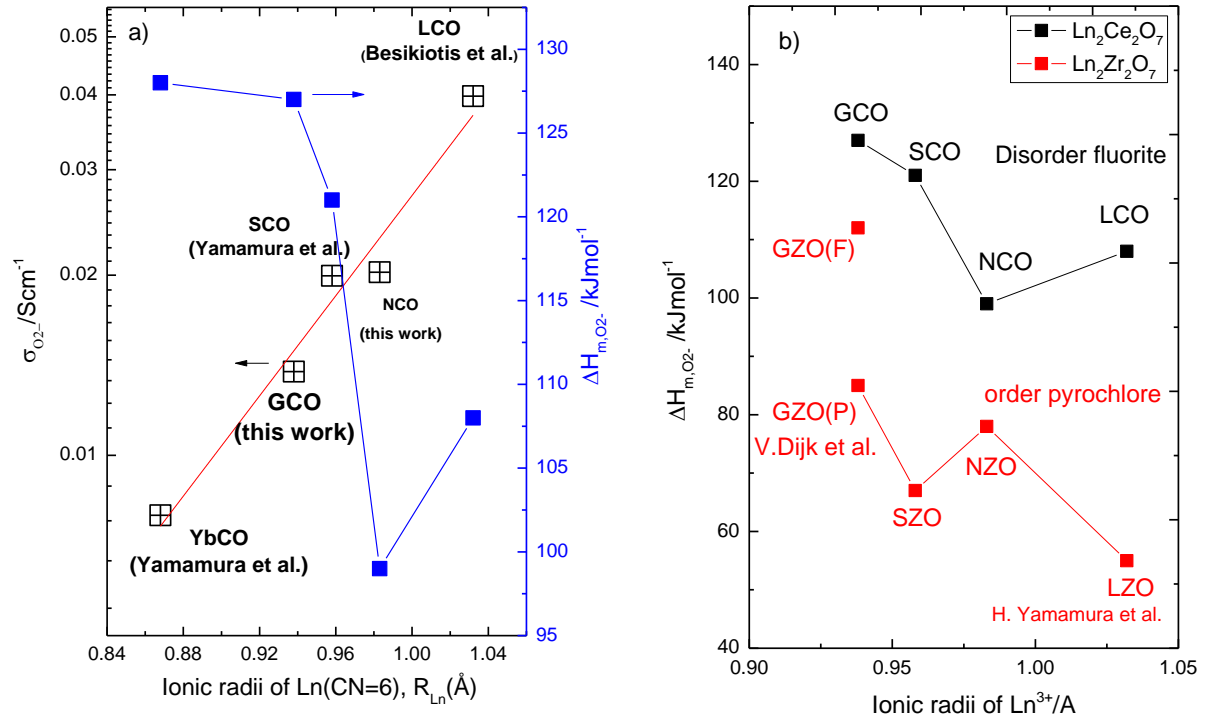 a)
LCO
(Besikiotis et al.)
SCO
(Yamamura et al.)
NCO
(this work)
GCO
(this work)
YbCO
(Yamamura et al.)
0.05
0.04
0.03
0.02
0.01
σO2−/Scm-1
130
125
120
115
110
105
100
95
ΔHm,O2- /kJmol-1
0.84 0.88 0.92 0.96 1.00 1.04
Ionic radii of Ln(CN=6), RLn(Å)
b)
Ln2Ce2O7
Ln2Zr2O7
GCO
SCO
Disorder fluorite
LCO
GZO(F)
NCO
order pyrochlore
GZO(P)
V.Dijk et al.
NZO
SZO
LZO
H. Yamamura et al.
140
120
100
80
60
40
ΔHm,O2- /kJmol-1
0.90 0.95 1.00 1.05
Ionic radii of Ln3+/A